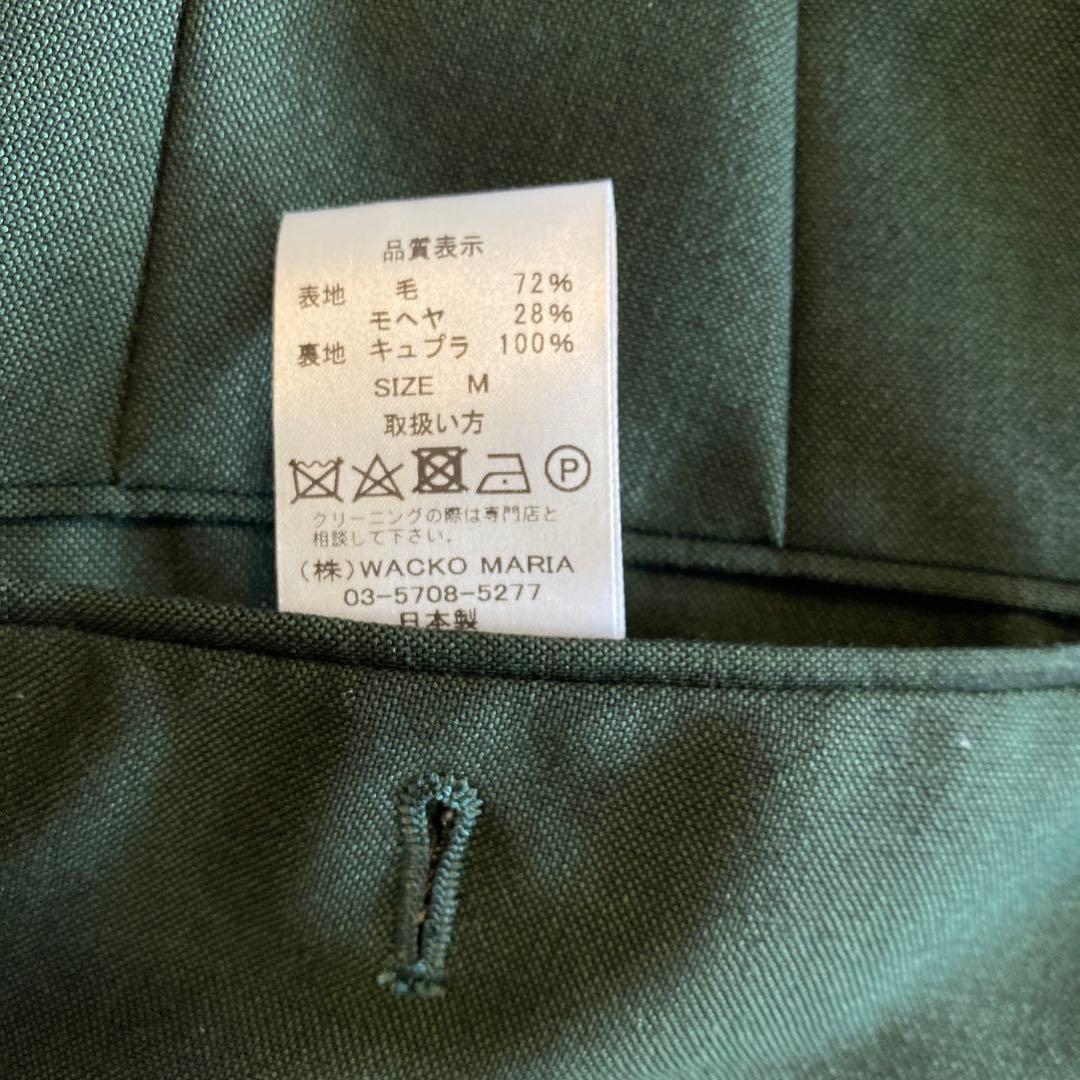 品質表示
表地 毛 72%
モヘヤ 28%
裏地 キュプラ 100%
SIZE M
取扱い方
P
クリーニングの際は専門店と
相談して下さい。
(株)WACKO MARIA
03-5708-5277
日本製